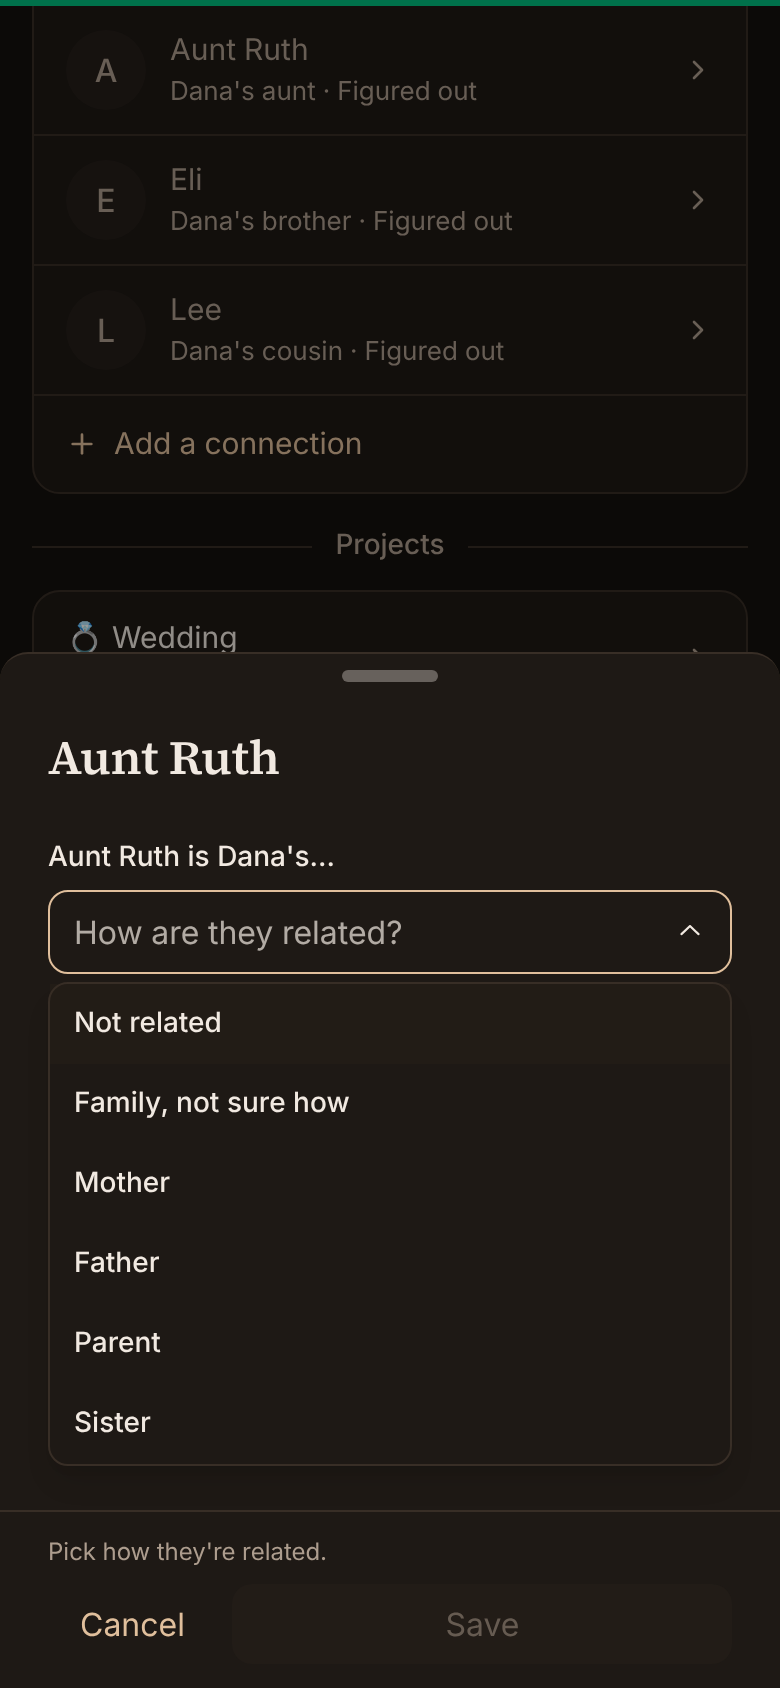 A
Aunt Ruth
Dana's aunt · Figured out
E
Eli
Dana's brother · Figured out
L
Lee
Dana's cousin · Figured out
+ Add a connection
Projects
💍 Wedding
Aunt Ruth
Aunt Ruth is Dana's...
How are they related?
Not related
Family, not sure how
Mother
Father
Parent
Sister
Pick how they're related.
Cancel
Save